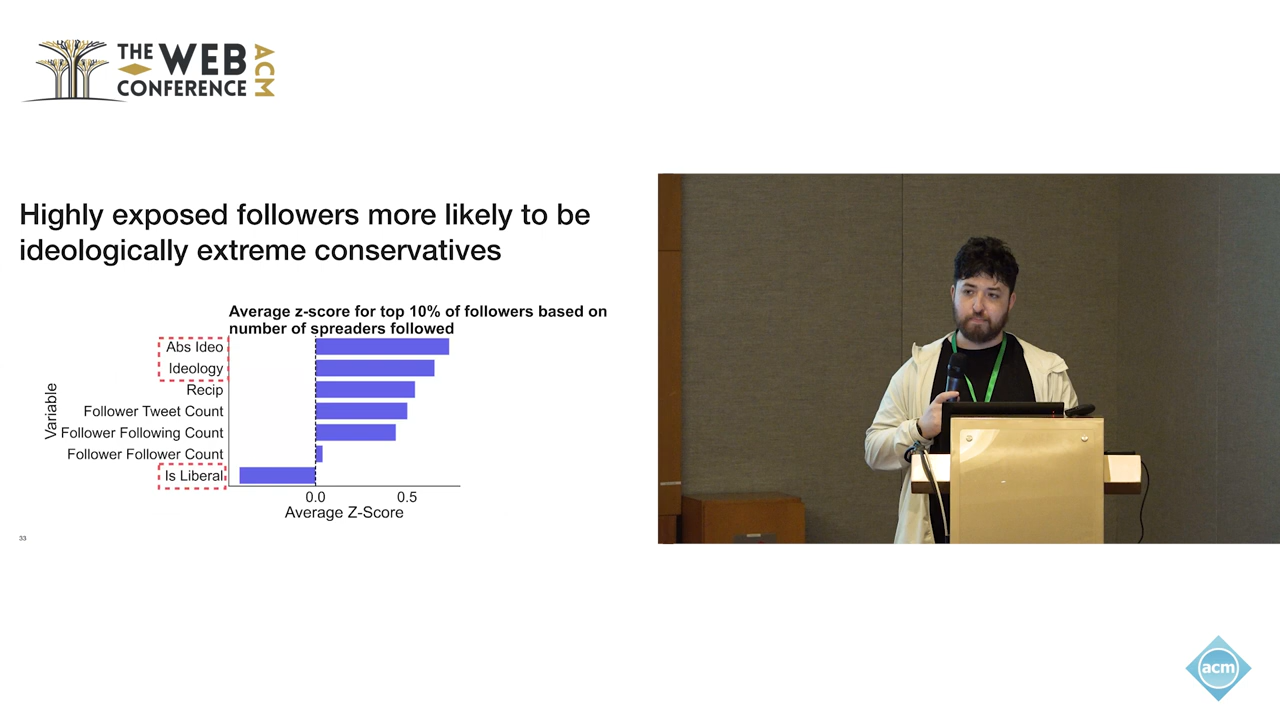 THE WEB
CONFERENCE
ACM
Highly exposed followers more likely to be
ideologically extreme conservatives
Average z-score for top 10% of followers based on
number of spreaders followed
Variable
Abs Ideo
Ideology
Recip
Follower Tweet Count
Follower Following Count
Follower Follower Count
Is Liberal
0.0
0.5
Average Z-Score
33
acm